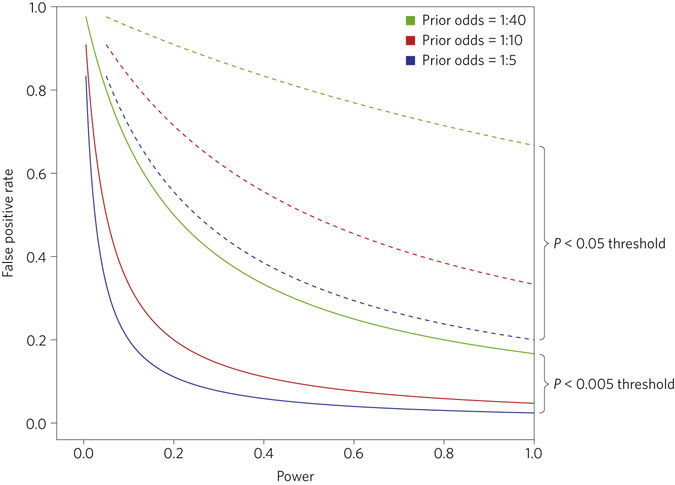 1.0
0.8
0.6
0.4
0.2
0.0
False positive rate
Prior odds = 1:40
Prior odds = 1:10
Prior odds = 1:5
P < 0.05 threshold
P < 0.005 threshold
0.0 0.2 0.4 0.6 0.8 1.0
Power